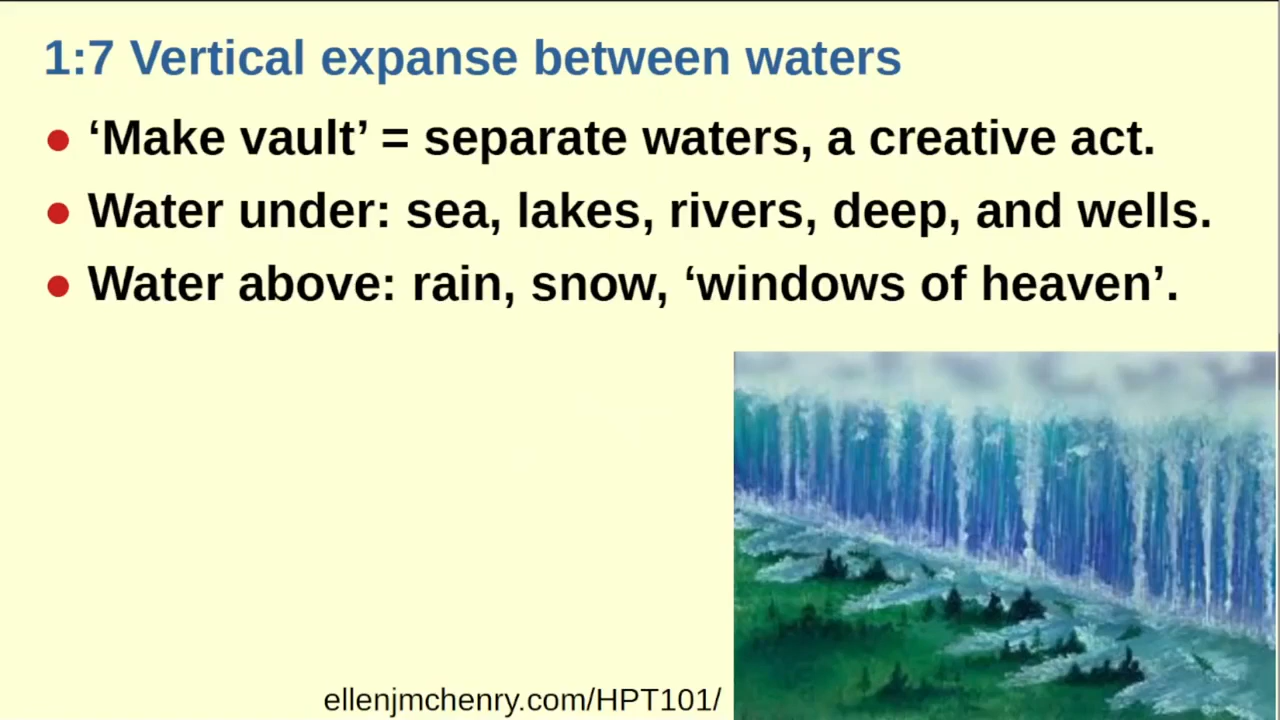 1:7 Vertical expanse between waters
● ‘Make vault’ = separate waters, a creative act.
● Water under: sea, lakes, rivers, deep, and wells.
● Water above: rain, snow, ‘windows of heaven’.
ellenjmchenry.com/HPT101/